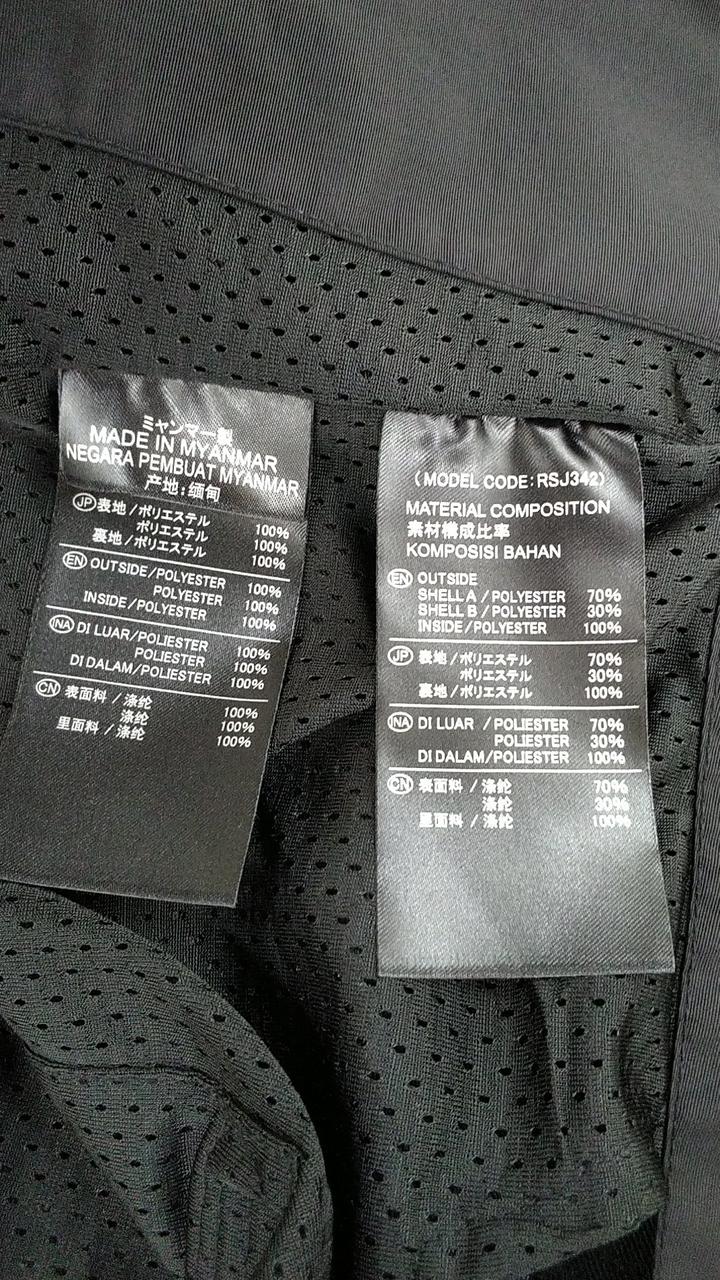 ミャンマー製
MADE IN MYANMAR
NEGARA PEMBUAT MYANMAR
产地:缅甸
JP 表地/ポリエステル 100%
ポリエステル 100%
裏地/ポリエステル 100%
EN OUTSIDE/POLYESTER 100%
POLYESTER 100%
INSIDE/POLYESTER 100%
INA DI LUAR/POLIESTER 100%
POLIESTER 100%
DI DALAM/POLIESTER 100%
CN 表面料 / 涤纶 100%
涤纶 100%
里面料 / 涤纶 100%
(MODEL CODE:RSJ342)
MATERIAL COMPOSITION
素材構成比率
KOMPOSISI BAHAN
EN OUTSIDE
SHELL A / POLYESTER 70%
SHELL B / POLYESTER 30%
INSIDE/POLYESTER 100%
JP 表地/ポリエステル 70%
ポリエステル 30%
裏地/ポリエステル 100%
INA DI LUAR / POLIESTER 70%
POLIESTER 30%
DI DALAM/POLIESTER 100%
CN 表面料 / 涤纶 70%
涤纶 30%
里面料 / 涤纶 100%